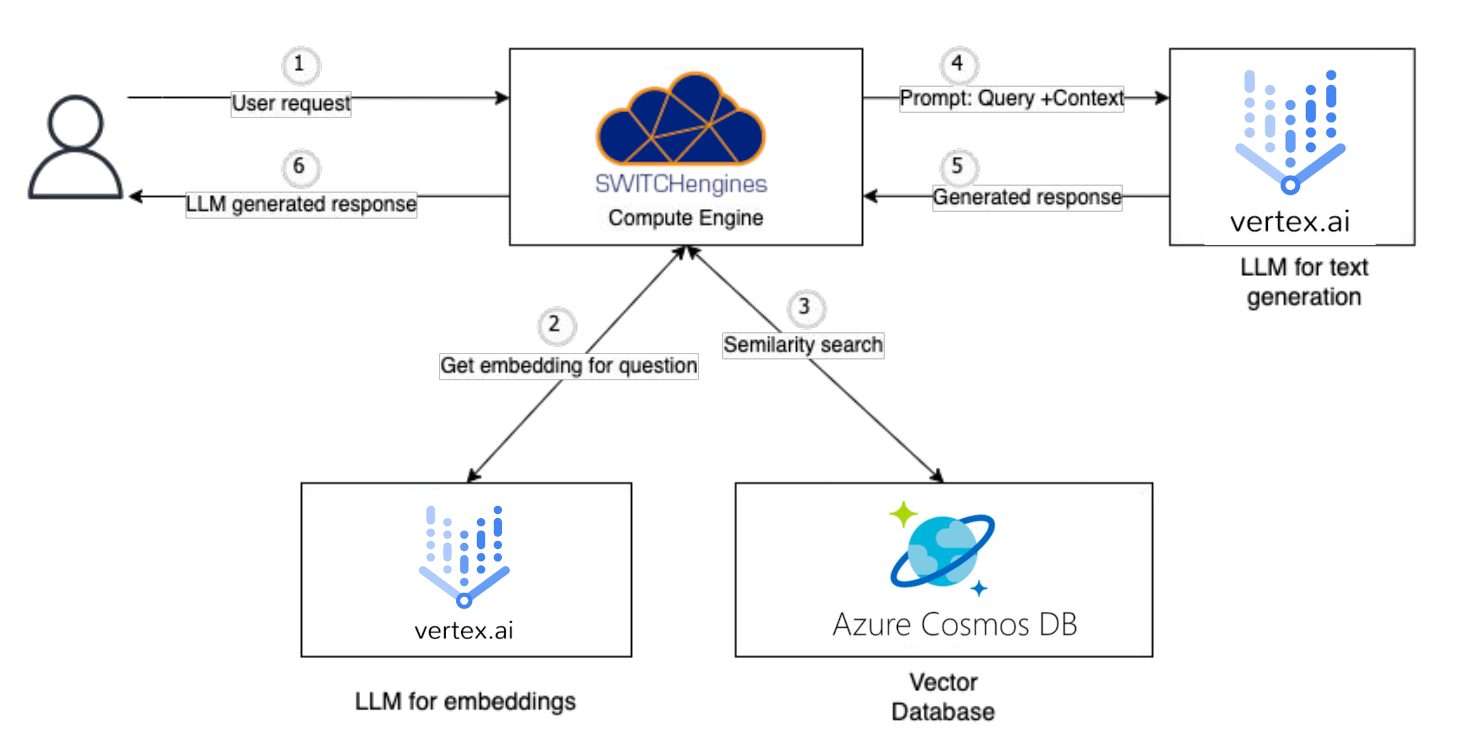 1
User request
6
LLM generated response
SWITCHengines
Compute Engine
4
Prompt: Query +Context
5
Generated response
vertex.ai
LLM for text
generation
2
Get embedding for question
3
Semilarity search
vertex.ai
LLM for embeddings
Azure Cosmos DB
Vector
Database